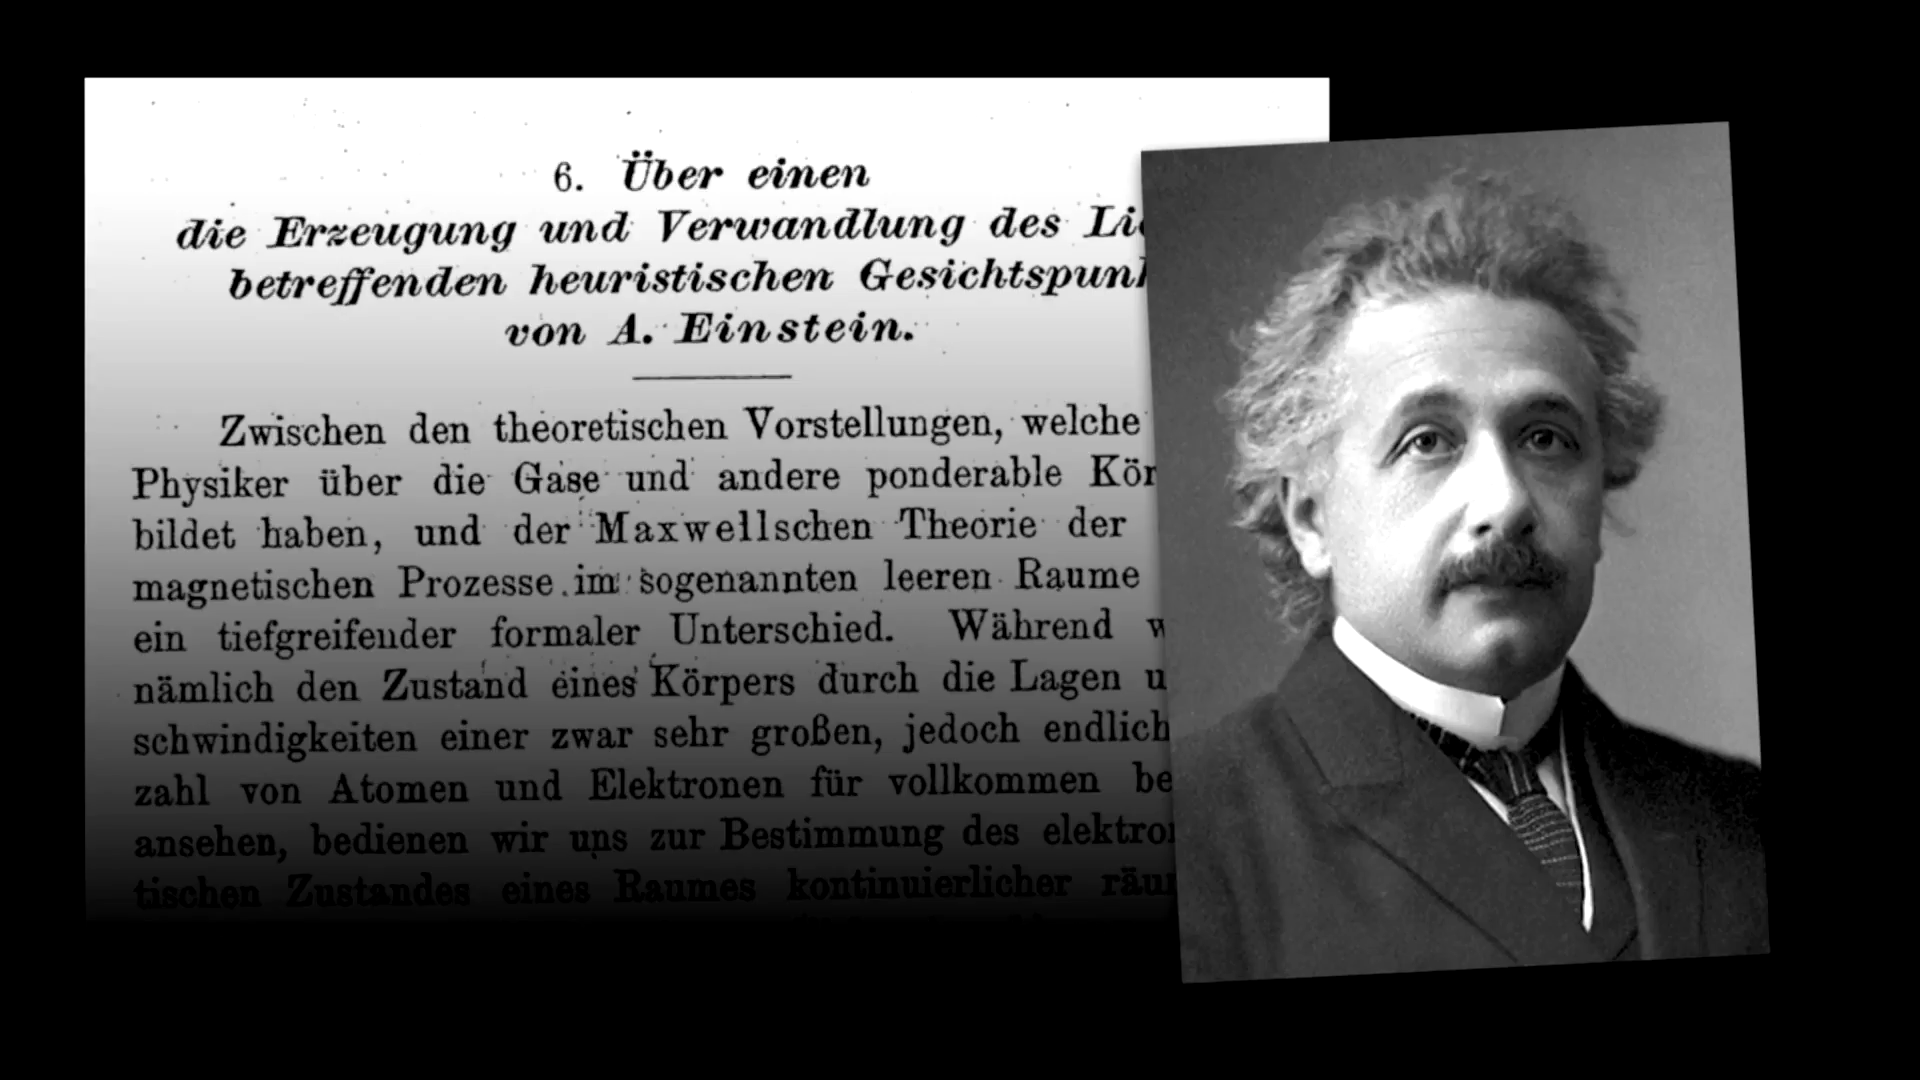 6. Über einen
die Erzeugung und Verwandlung des
betreffenden heuristischen
von A. Einstein.
Zwischen den theoretischen Vorstellungen, welche
Physiker über die Gase und andere ponderable
bildet haben, und der Maxwellschen Theorie der
magnetischen Prozesse im sogenannten leeren Raume
ein tiefgreifender formaler Unterschied. Während
nämlich den Zustand eines Körpers durch die Lagen
schwindigkeiten einer zwar sehr großen, jedoch
zahl von Atomen und Elektronen für vollkommen
ansehen, bedienen wir uns zur Bestimmung des
tischen Zustandes eines Raumes kontinuierlicher